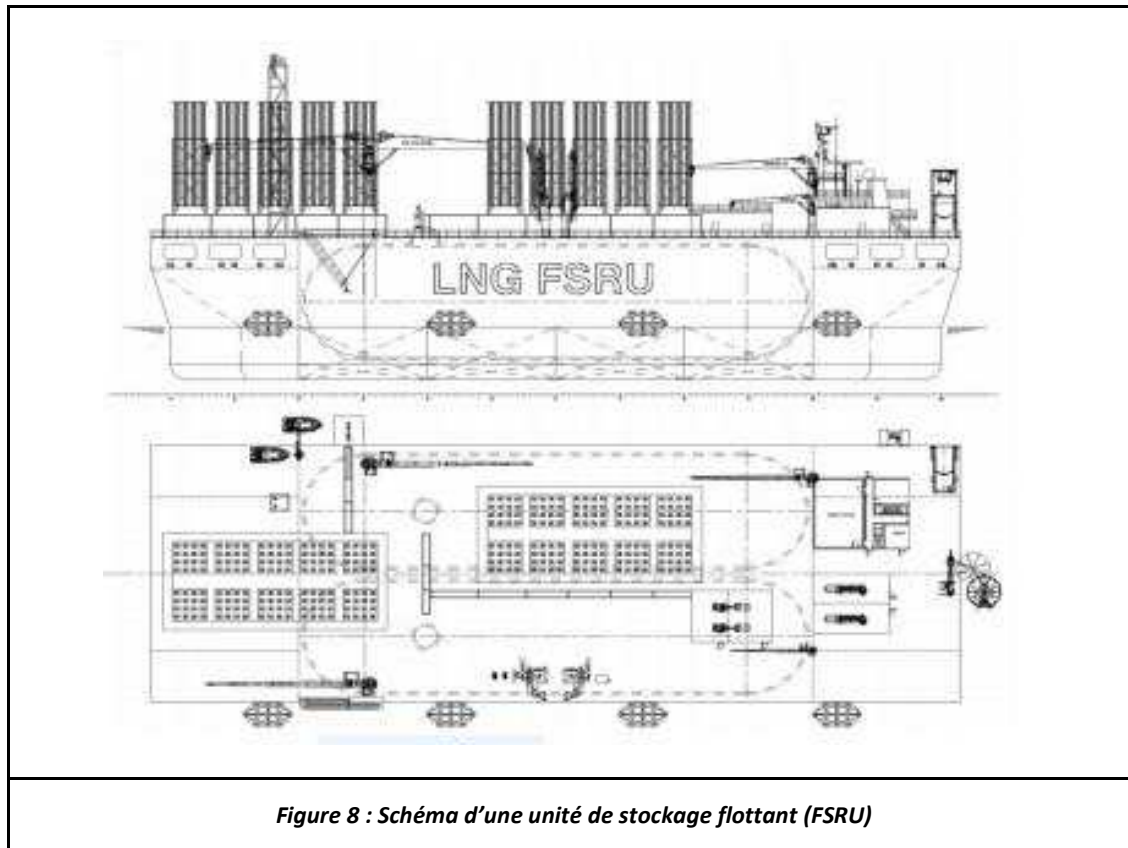 LNG FSRU
Figure 8 : Schéma d’une unité de stockage flottant (FSRU)